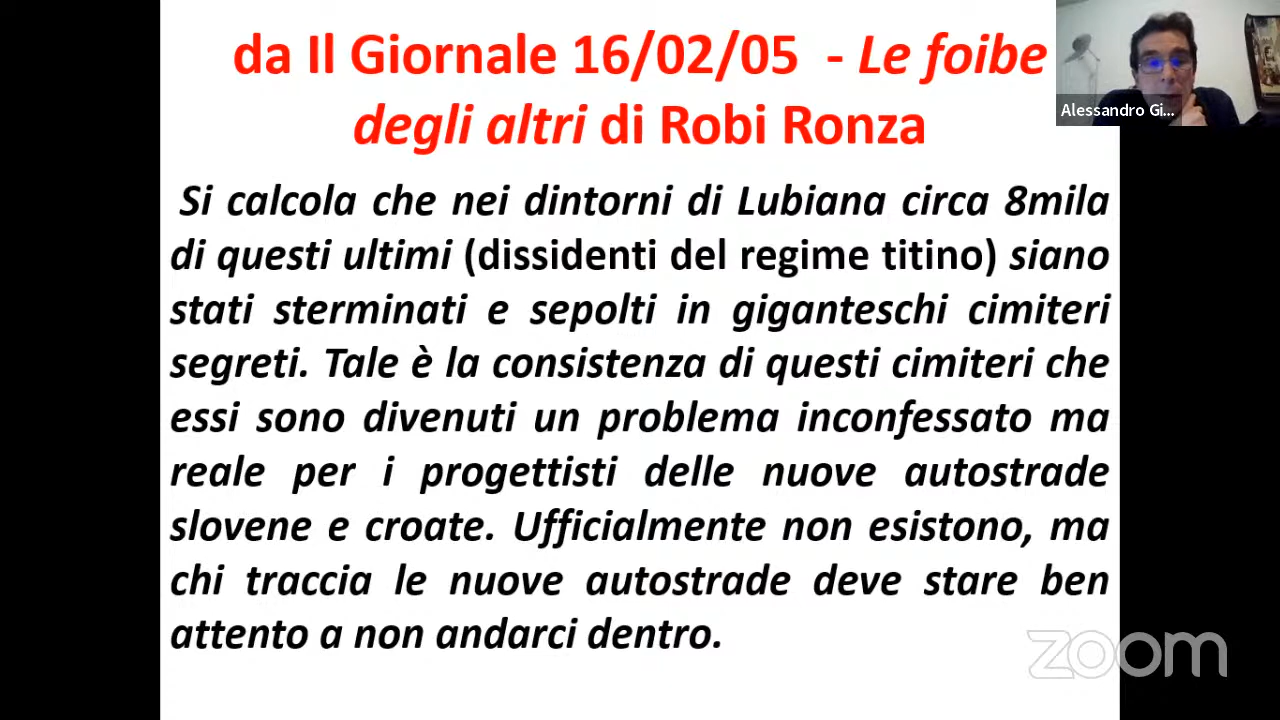 da Il Giornale 16/02/05 - Le foibe
degli altri di Robi Ronza
Alessandro Gi...
Si calcola che nei dintorni di Lubiana circa 8mila
di questi ultimi (dissidenti del regime titino) siano
stati sterminati e sepolti in giganteschi cimiteri
segreti. Tale è la consistenza di questi cimiteri che
essi sono divenuti un problema inconfessato ma
reale per i progettisti delle nuove autostrade
slovene e croate. Ufficialmente non esistono, ma
chi traccia le nuove autostrade deve stare ben
attento a non andarci dentro.
zoom